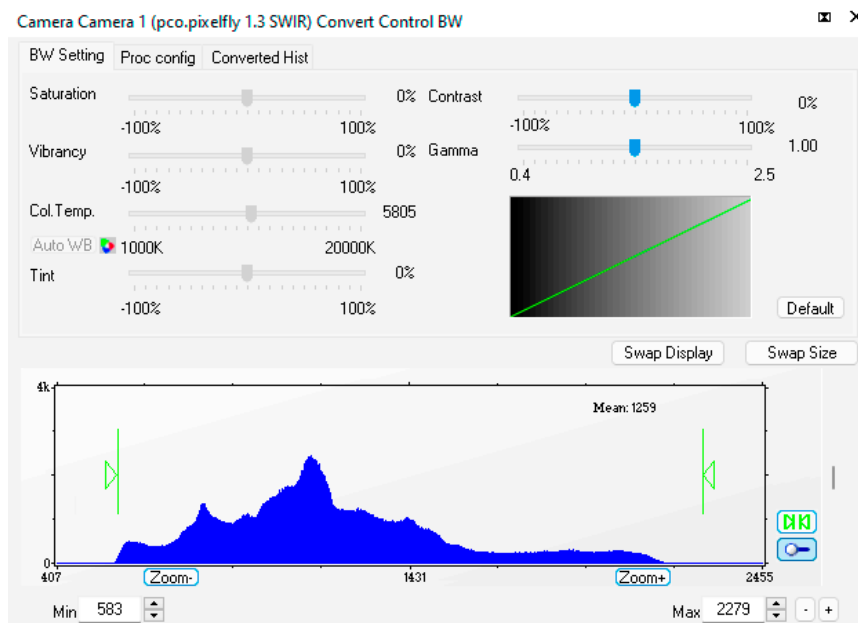 Camera Camera 1 (pco.pixelfly 1.3 SWIR) Convert Control BW
BW Setting Proc config Converted Hist
Saturation 0% Contrast 0%
-100% 100% -100% 100%
Vibrancy 0% Gamma 1.00
-100% 100% 0.4 2.5
Col.Temp. 5805
Auto WB 1000K 20000K
Tint 0%
-100% 100% Default
Swap Display Swap Size
4k
Mean: 1259
0
407 Zoom- 1431 Zoom+ 2455
Min 583 Max 2279 - +